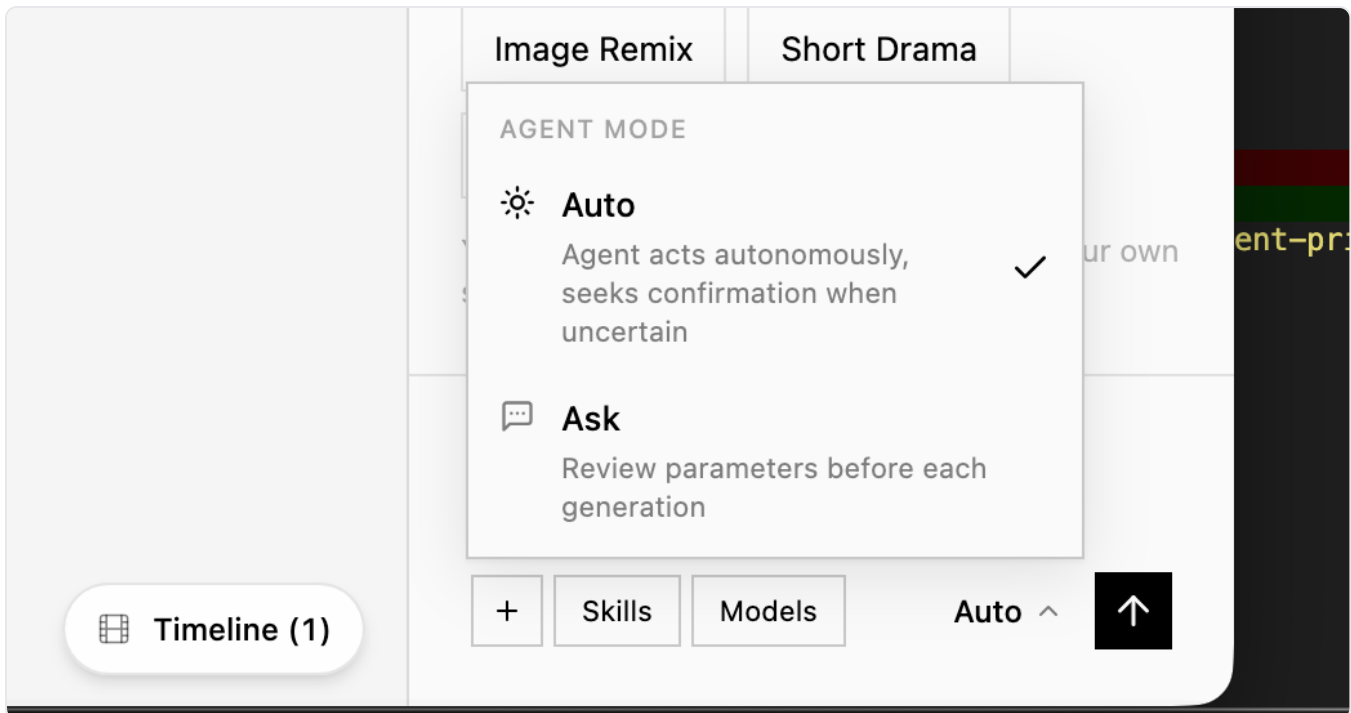 Image Remix
Short Drama
AGENT MODE
Auto
Agent acts autonomously,
seeks confirmation when
uncertain
ur own
ent-pr
Ask
Review parameters before each
generation
+
Skills
Models
Auto
Timeline (1)